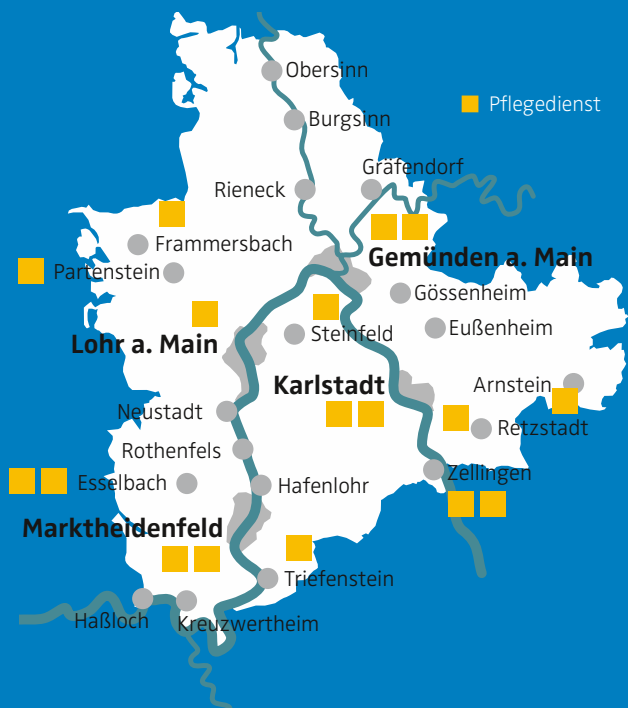 Obersinn
Pflegedienst
Burgsinn
Gräfendorf
Rieneck
Frammersbach
Gemünden a. Main
Partenstein
Gössenheim
Eußenheim
Steinfeld
Lohr a. Main
Karlstadt
Arnstein
Neustadt
Retzstadt
Rothenfels
Zellingen
Esselbach
Hafenlohr
Marktheidenfeld
Triefenstein
Haßloch
Kreuzwertheim